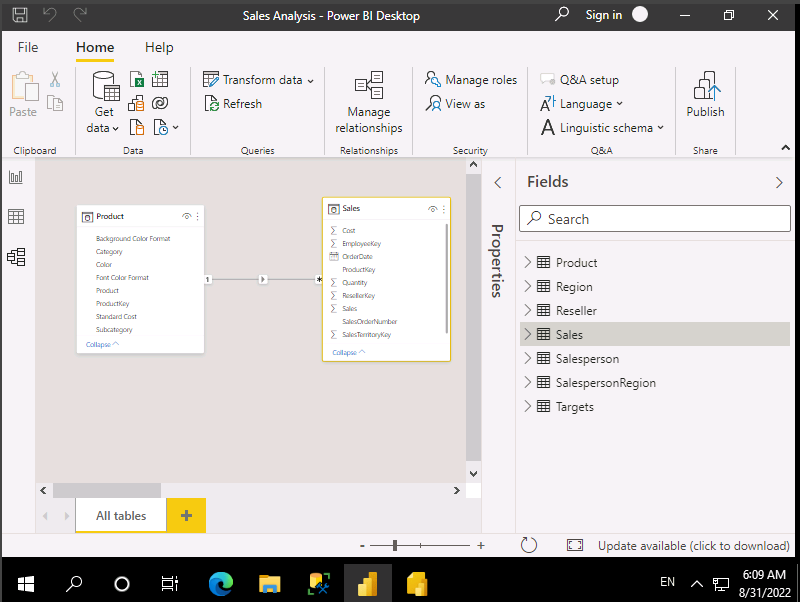 Sales Analysis - Power BI Desktop
Sign in
File
Home
Help
Paste
Get
data
Transform data
Refresh
Manage
relationships
Manage roles
View as
Q&A setup
Language
Linguistic schema
Publish
Clipboard
Data
Queries
Relationships
Security
Q&A
Share
Product
Background Color Format
Category
Color
Font Color Format
Product
ProductKey
Standard Cost
Subcategory
Collapse
1
*
Sales
Cost
EmployeeKey
OrderDate
ProductKey
Quantity
ResellerKey
Sales
SalesOrderNumber
SalesTerritoryKey
Collapse
Properties
Fields
Search
Product
Region
Reseller
Sales
Salesperson
SalespersonRegion
Targets
All tables
+
- +
Update available (click to download)
EN
6:09 AM
8/31/2022